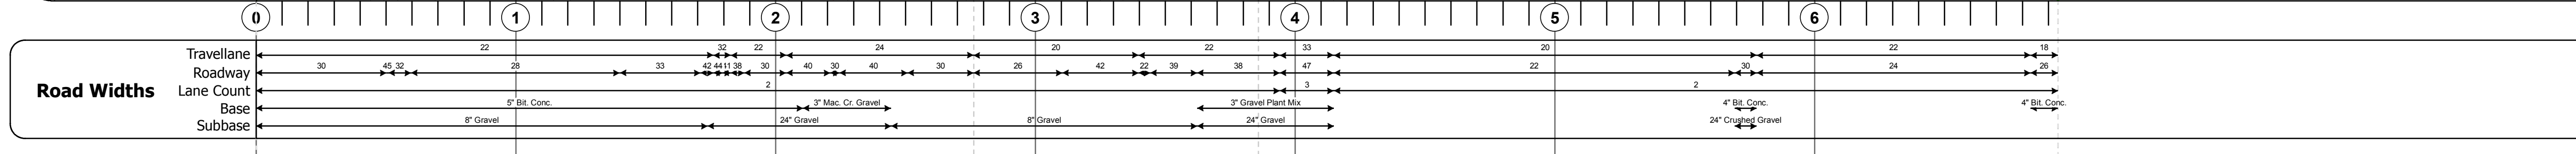 0 1 2 3 4 5 6
Road Widths
Travellane 22 32 22 24 20 22 33 20 22 18
Roadway 30 45 32 28 33 42 44 11 38 30 40 30 40 30 26 42 22 39 38 47 22 30 24 26
Lane Count 2 3 2
Base 5" Bit. Conc. 3" Mac. Cr. Gravel 3" Gravel Plant Mix 4" Bit. Conc. 4" Bit. Conc.
Subbase 8" Gravel 24" Gravel 8" Gravel 24" Gravel 24" Crushed Gravel